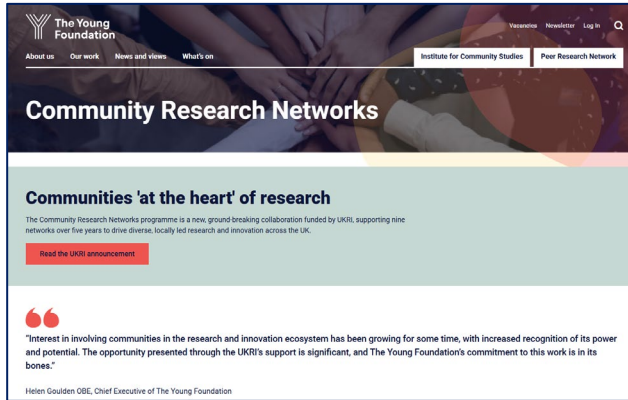 The Young
Foundation
Vacancies Newsletter Log In
About us Our work News and views What's on
Institute for Community Studies Peer Research Network
Community Research Networks
Communities 'at the heart' of research
The Community Research Networks programme is a new, ground-breaking collaboration funded by UKRI, supporting nine
networks over five years to drive diverse, locally led research and innovation across the UK.
Read the UKRI announcement
"Interest in involving communities in the research and innovation ecosystem has been growing for some time, with increased recognition of its power
and potential. The opportunity presented through the UKRI's support is significant, and The Young Foundation's commitment to this work is in its
bones."
Helen Goulden OBE, Chief Executive of The Young Foundation